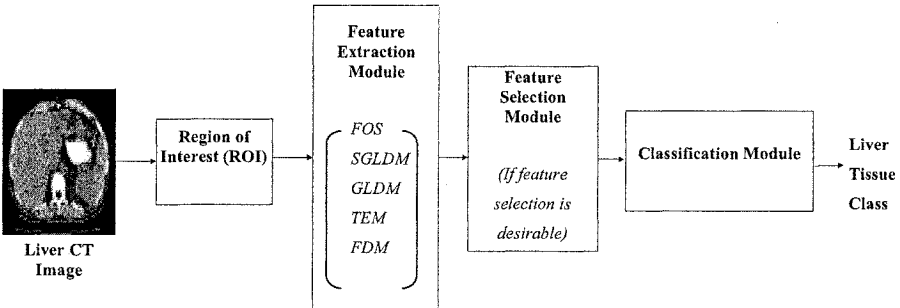 Liver CT
Image
Region of
Interest (ROI)
Feature
Extraction
Module
FOS
SGLDM
GLDM
TEM
FDM
Feature
Selection
Module
(If feature
selection is
desirable)
Classification Module
Liver
Tissue
Class